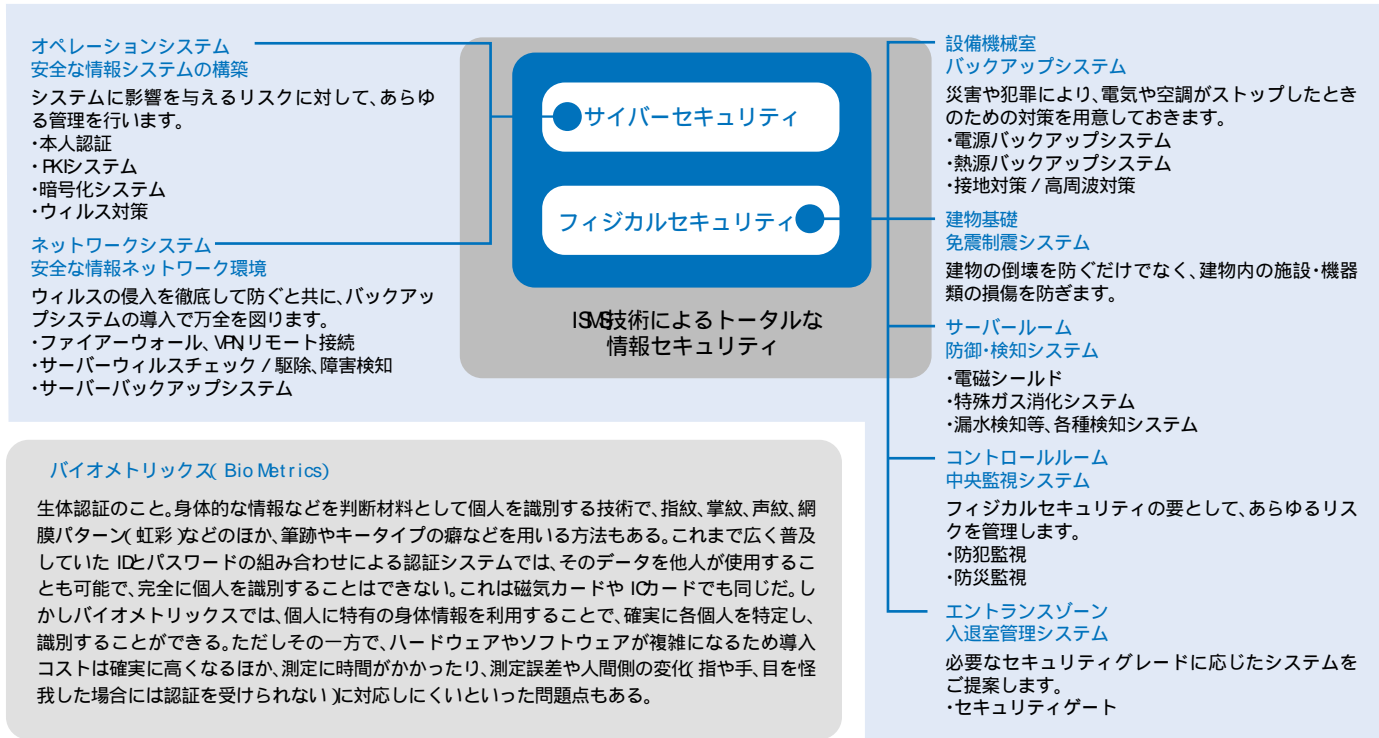 オペレーションシステム
安全な情報システムの構築
システムに影響を与えるリスクに対して、あらゆ
る管理を行います。
・本人認証
・PKIシステム
・暗号化システム
・ウィルス対策
ネットワークシステム
安全な情報ネットワーク環境
ウィルスの侵入を徹底して防ぐと共に、バックアッ
プシステムの導入で万全を図ります。
・ファイアーウォール、VPN、リモート接続
・サーバーウィルスチェック / 駆除、障害検知
・サーバーバックアップシステム
サイバーセキュリティ
フィジカルセキュリティ
ISMS技術によるトータルな
情報セキュリティ
設備機械室
バックアップシステム
災害や犯罪により、電気や空調がストップしたとき
のための対策を用意しておきます。
・電源バックアップシステム
・熱源バックアップシステム
・接地対策 / 高周波対策
建物基礎
免震制震システム
建物の倒壊を防ぐだけでなく、建物内の施設・機器
類の損傷を防ぎます。
サーバールーム
防御・検知システム
・電磁シールド
・特殊ガス消化システム
・漏水検知等、各種検知システム
コントロールルーム
中央監視システム
フィジカルセキュリティの要として、あらゆるリス
クを管理します。
・防犯監視
・防災監視
エントランスゾーン
入退室管理システム
必要なセキュリティグレードに応じたシステムを
ご提案します。
・セキュリティゲート
バイオメトリックス( Bio Metrics)
生体認証のこと。身体的な情報などを判断材料として個人を識別する技術で、指紋、掌紋、声紋、網
膜パターン( 虹彩 )などのほか、筆跡やキータイプの癖などを用いる方法もある。これまで広く普及
していた IDとパスワードの組み合わせによる認証システムでは、そのデータを他人が使用するこ
とも可能で、完全に個人を識別することはできない。これは磁気カードや ICカードでも同じだ。し
かしバイオメトリックスでは、個人に特有の身体情報を利用することで、確実に各個人を特定し、
識別することができる。ただしその一方で、ハードウェアやソフトウェアが複雑になるため導入
コストは確実に高くなるほか、測定に時間がかかったり、測定誤差や人間側の変化( 指や手、目を怪
我した場合には認証を受けられない )に対応しにくいといった問題点もある。